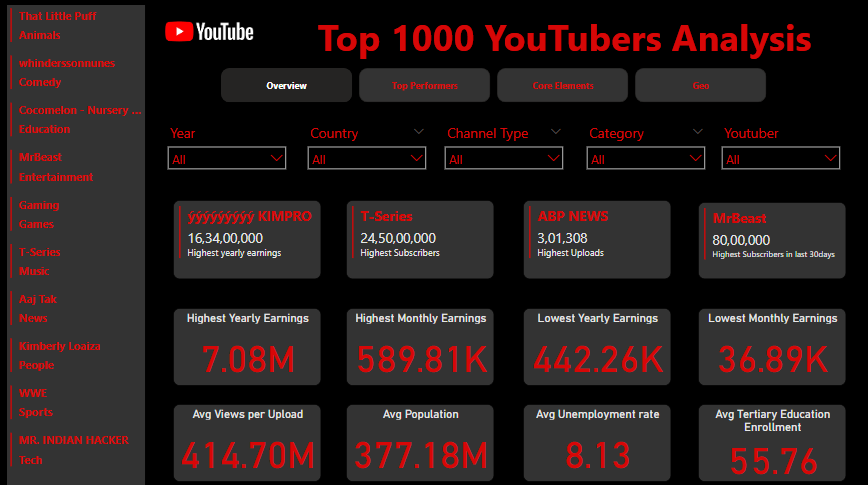 That Little Puff
Animals
whinderssonnunes
Comedy
Cocomelon - Nursery ...
Education
MrBeast
Entertainment
Gaming
Games
T-Series
Music
Aaj Tak
News
Kimberly Loaiza
People
WWE
Sports
MR. INDIAN HACKER
Tech
YouTube
Top 1000 YouTubers Analysis
Overview
Top Performers
Core Elements
Geo
Year
Country
Channel Type
Category
Youtuber
All
All
All
All
All
ýýýýýýýýý KIMPRO
16,34,00,000
Highest yearly earnings
T-Series
24,50,00,000
Highest Subscribers
ABP NEWS
3,01,308
Highest Uploads
MrBeast
80,00,000
Highest Subscribers in last 30days
Highest Yearly Earnings
7.08M
Highest Monthly Earnings
589.81K
Lowest Yearly Earnings
442.26K
Lowest Monthly Earnings
36.89K
Avg Views per Upload
414.70M
Avg Population
377.18M
Avg Unemployment rate
8.13
Avg Tertiary Education
Enrollment
55.76